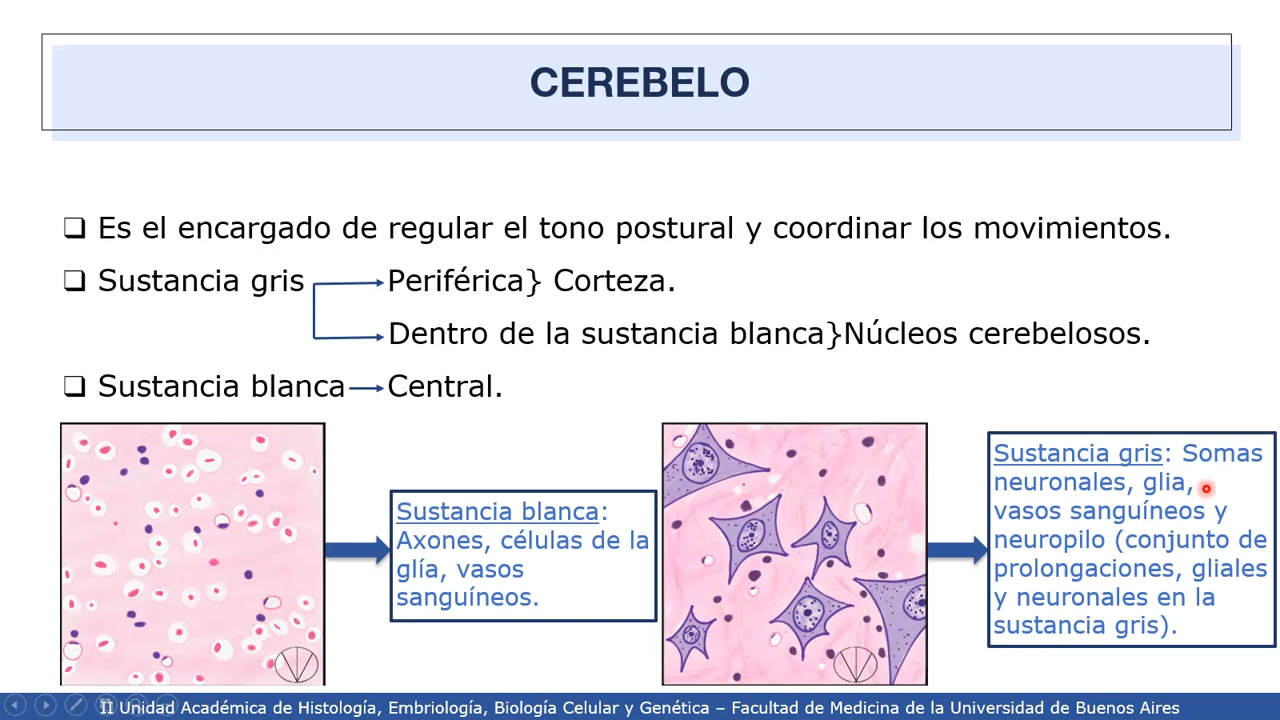 CEREBELO
❑ Es el encargado de regular el tono postural y coordinar los movimientos.
❑ Sustancia gris
Periférica} Corteza.
Dentro de la sustancia blanca}Núcleos cerebelosos.
❑ Sustancia blanca
Central.
Sustancia blanca:
Axones, células de la
glía, vasos
sanguíneos.
Sustancia gris: Somas
neuronales, glia,
vasos sanguíneos y
neuropilo (conjunto de
prolongaciones, gliales
y neuronales en la
sustancia gris).
II Unidad Académica de Histología, Embriología, Biología Celular y Genética – Facultad de Medicina de la Universidad de Buenos Aires